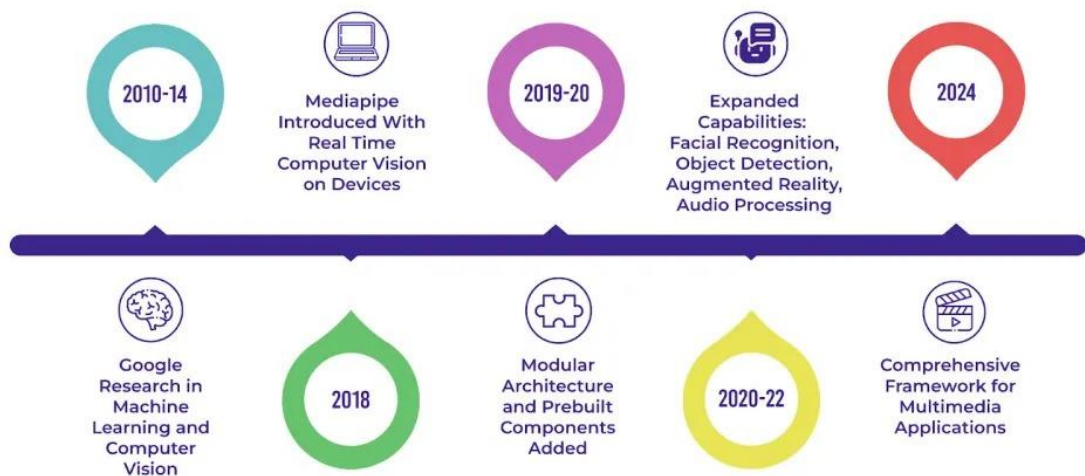 2010-14
Google
Research in
Machine
Learning and
Computer
Vision
Mediapipe
Introduced With
Real Time
Computer Vision
on Devices
2018
2019-20
Modular
Architecture
and Prebuilt
Components
Added
Expanded
Capabilities:
Facial Recognition,
Object Detection,
Augmented Reality,
Audio Processing
2020-22
2024
Comprehensive
Framework for
Multimedia
Applications